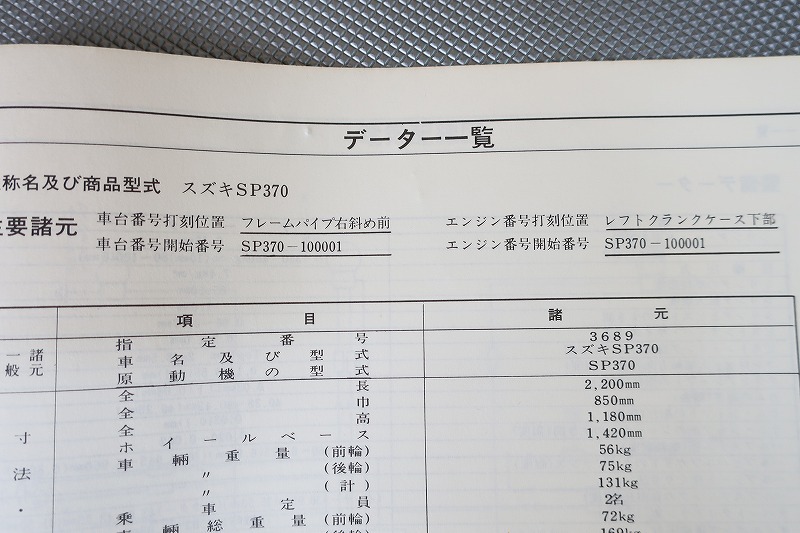 データー一覧
称名及び商品型式 スズキSP370
主要諸元 車台番号打刻位置 フレームパイプ右斜め前 エンジン番号打刻位置 レフトクランクケース下部
車台番号開始番号 SP370-100001 エンジン番号開始番号 SP370-100001
項目 諸元
一般諸元 指定番号 3689
車名及び型式 スズキSP370
原動機の型式 SP370
寸法・
全長 2,200mm
全巾 850mm
全高 1,180mm
ホイールベース 1,420mm
車輛重量(前輪) 56kg
〃 (後輪) 75kg
〃 (計) 131kg
乗車定員 2名
車輛総重量(前輪) 72kg